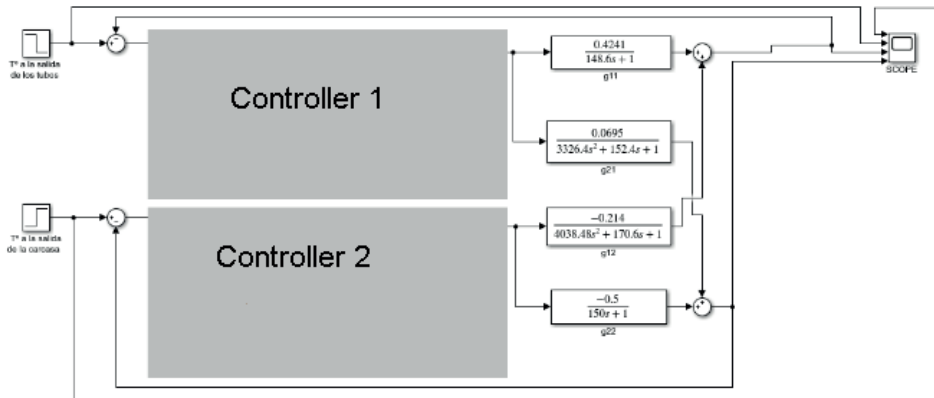 Tº a la salida
de los tubos
Controller 1
0.4241
148.6s + 1
g11
SCOPE
0.0695
3326.4s² + 152.4s + 1
g21
Tº a la salida
de la carcasa
Controller 2
−0.214
4038.48s² + 170.6s + 1
g12
−0.5
150s + 1
g22